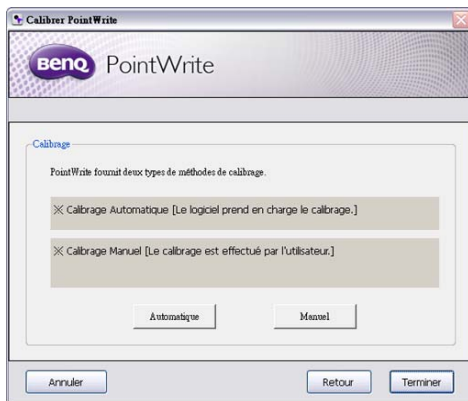 Calibrer PointWrite
BenQ PointWrite
Calibrage
PointWrite fournit deux types de méthodes de calibrage.
※ Calibrage Automatique [Le logiciel prend en charge le calibrage.]
※ Calibrage Manuel [Le calibrage est effectué par l'utilisateur.]
Automatique Manuel
Annuler Retour Terminer